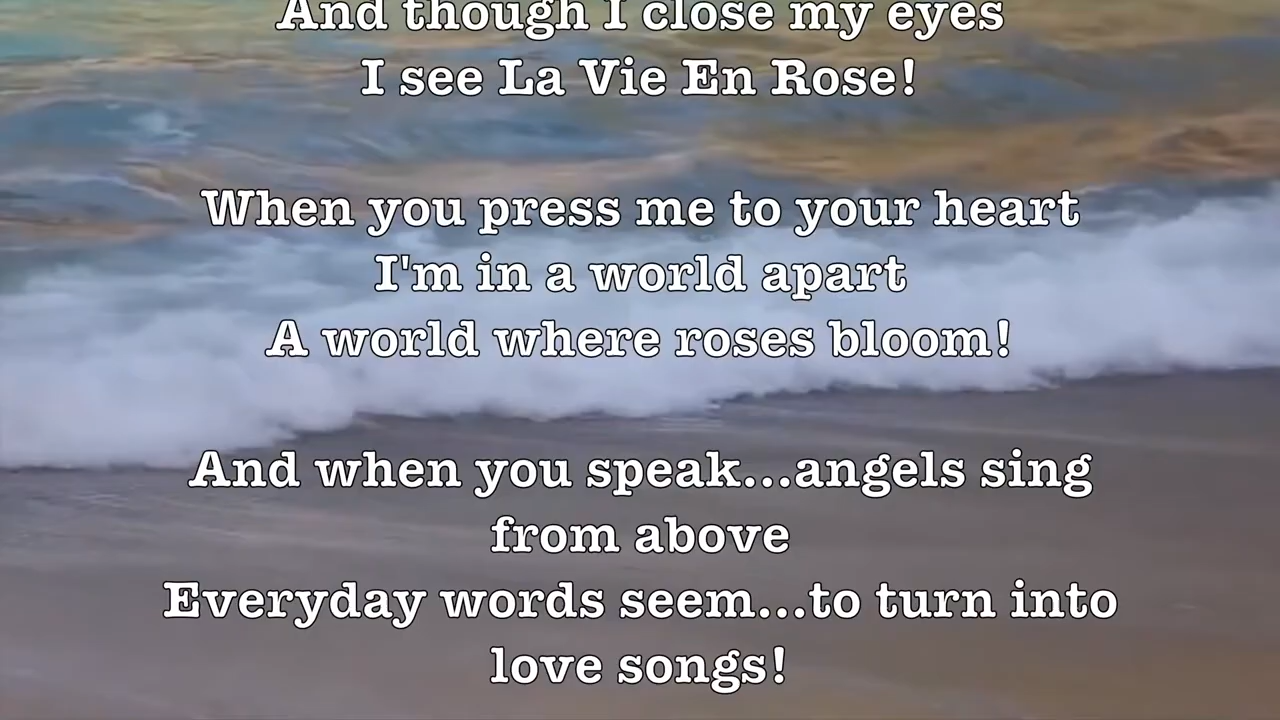 And though I close my eyes
I see La Vie En Rose!
When you press me to your heart
I'm in a world apart
A world where roses bloom!
And when you speak...angels sing
from above
Everyday words seem...to turn into
love songs!